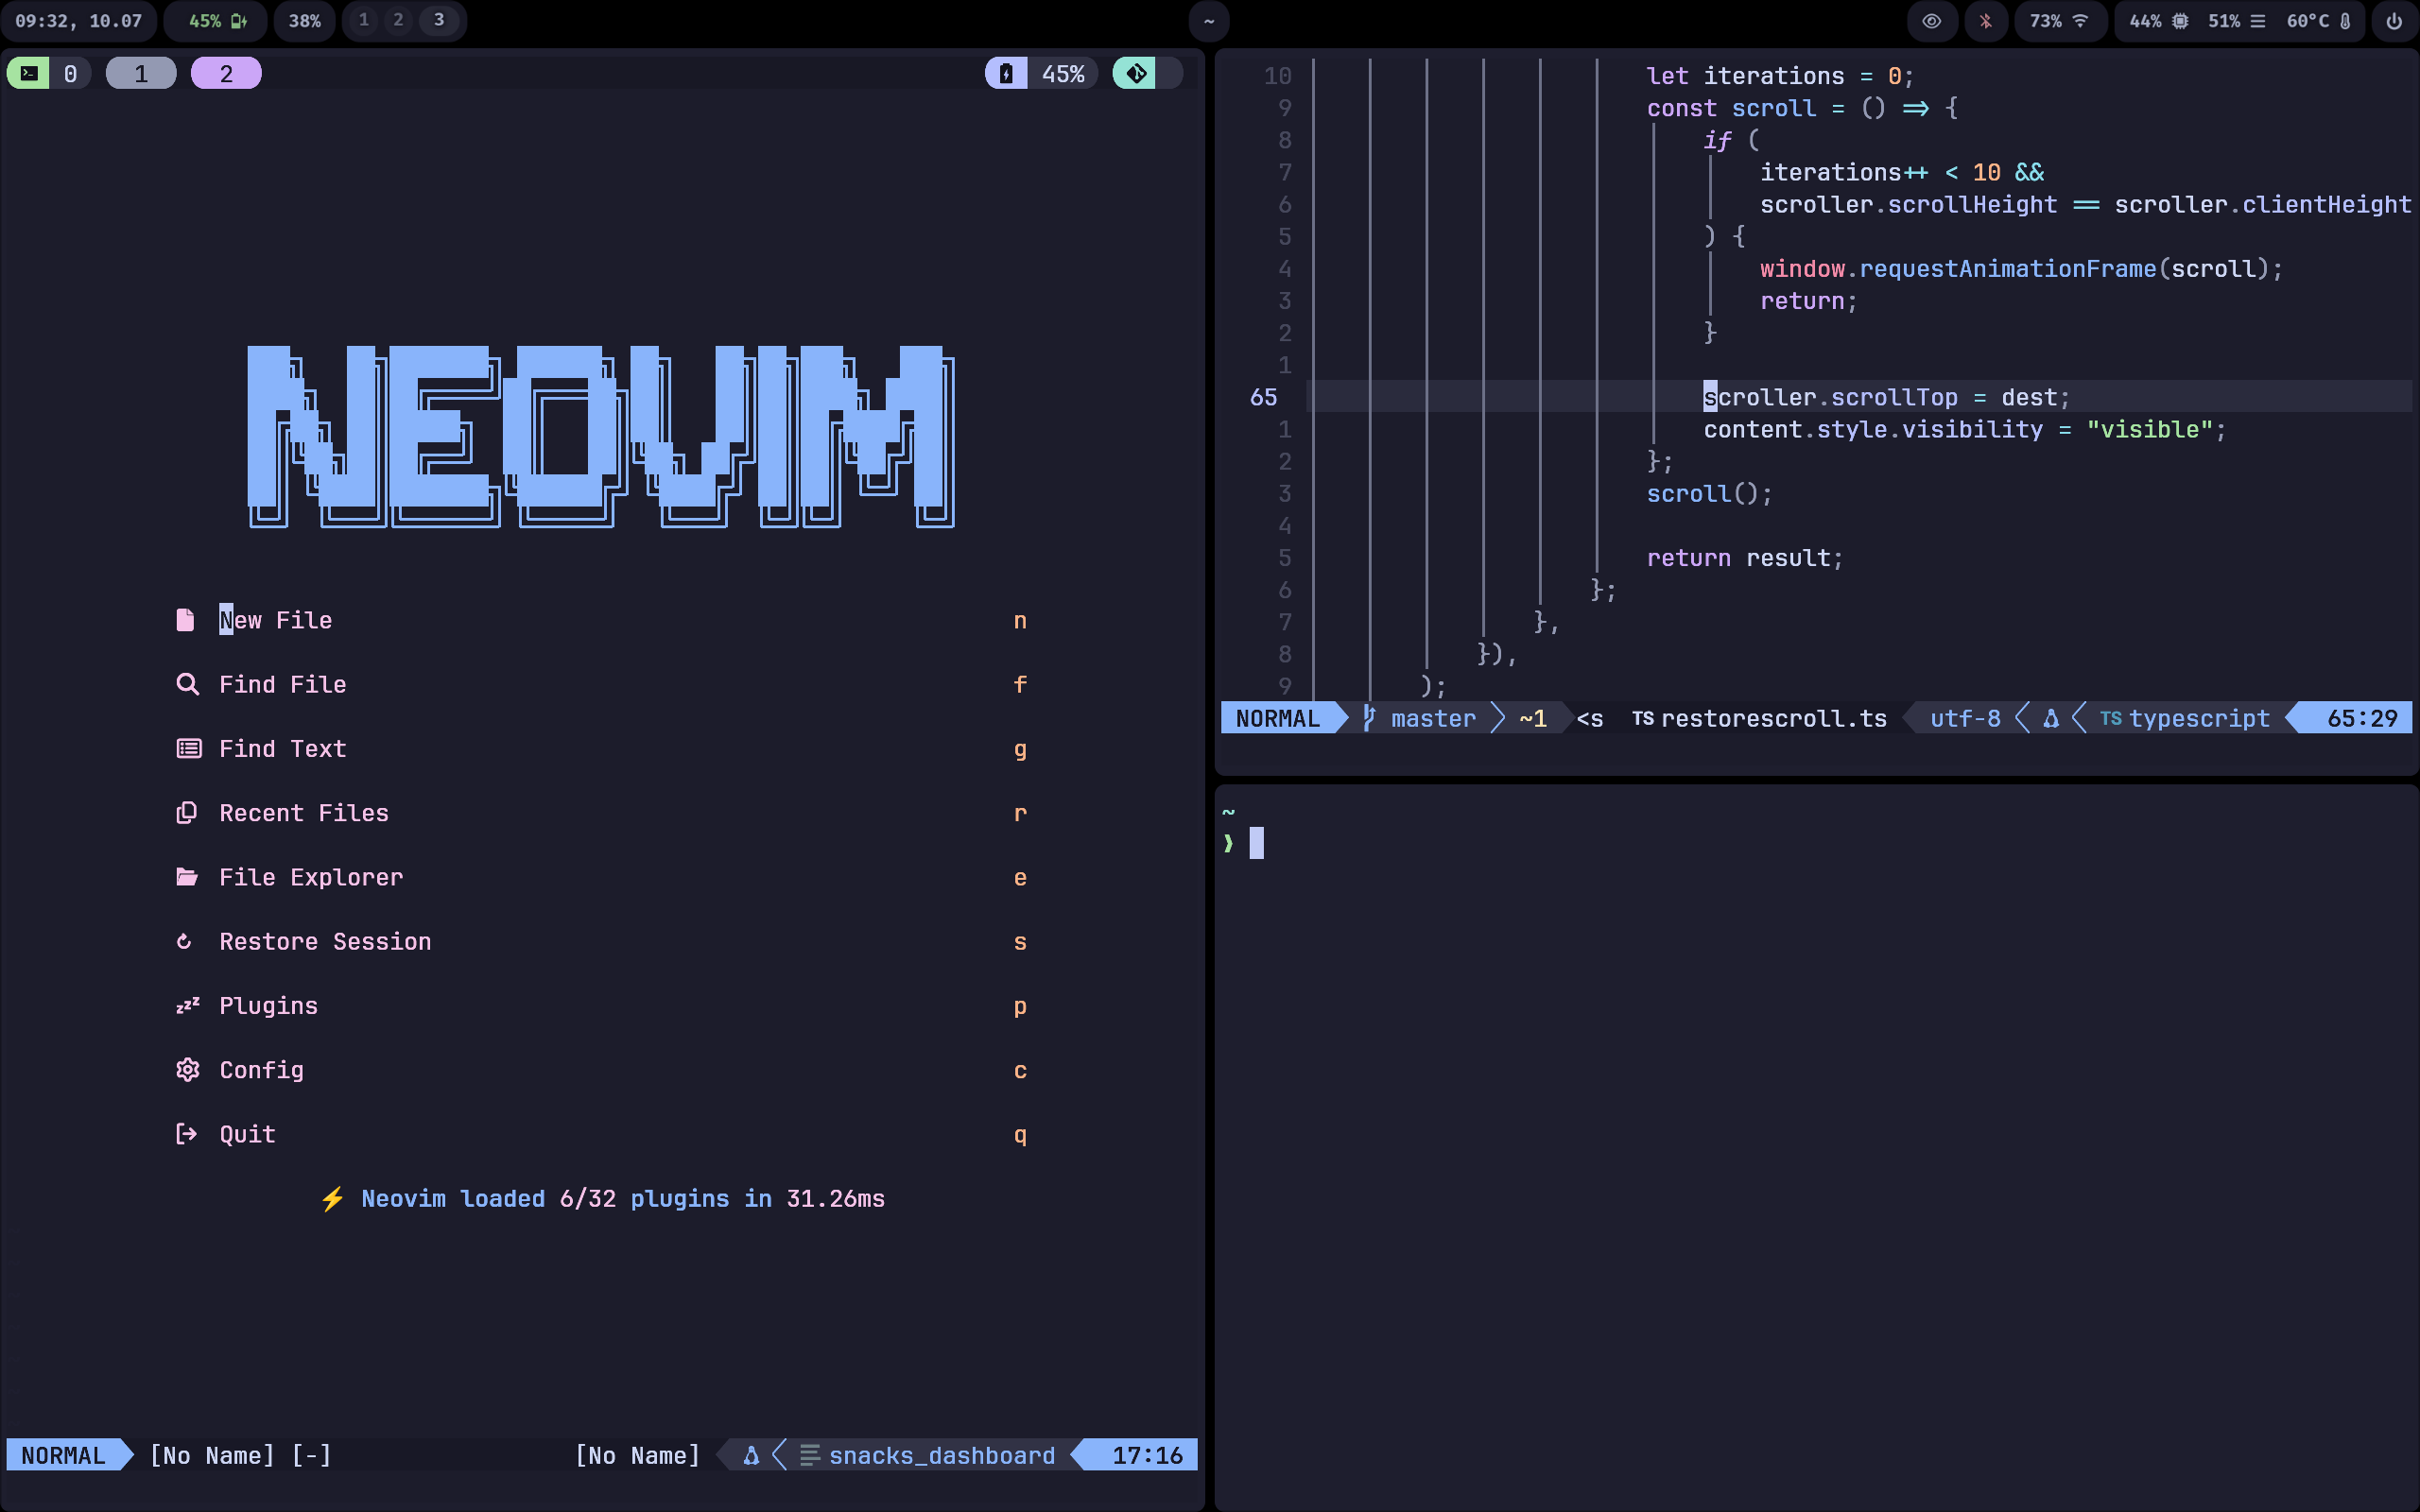 09:32, 10.07 45% 38% 1 2 3 ~ 73% 44% 51% 60°C
0 1 2 45%
NEOVIM
New File n
Find File f
Find Text g
Recent Files r
File Explorer e
Restore Session s
zzz Plugins p
Config c
Quit q
⚡ Neovim loaded 6/32 plugins in 31.26ms
NORMAL [No Name] [-] [No Name] snacks_dashboard 17:16
10 let iterations = 0;
9 const scroll = () => {
8 if (
7 iterations++ < 10 &&
6 scroller.scrollHeight == scroller.clientHeight
5 ) {
4 window.requestAnimationFrame(scroll);
3 return;
2 }
1
65 scroller.scrollTop = dest;
1 content.style.visibility = "visible";
2 };
3 scroll();
4
5 return result;
6 };
7 },
8 }),
9 );
NORMAL master ~1 <s TS restorescroll.ts utf-8 TS typescript 65:29
~
❯